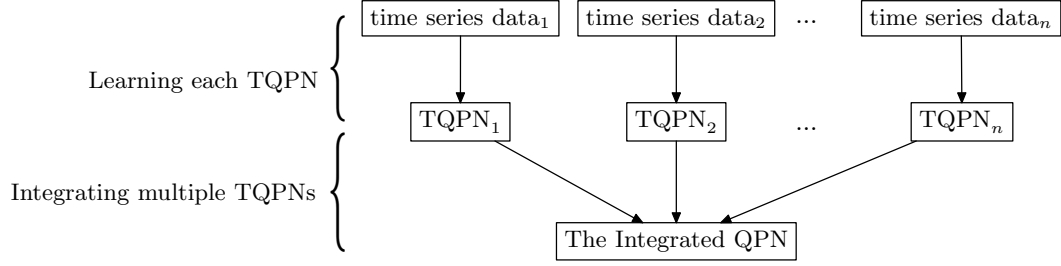 time series data₁ time series data₂ ... time series dataₙ
Learning each TQPN
TQPN₁ TQPN₂ ... TQPNₙ
Integrating multiple TQPNs
The Integrated QPN